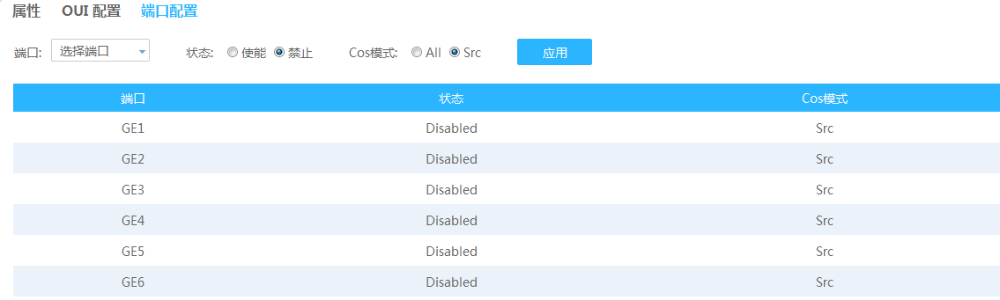 属性 OUI 配置 端口配置
端口: 选择端口 状态: 使能 禁止 Cos模式: All Src 应用
端口 状态 Cos模式
GE1 Disabled Src
GE2 Disabled Src
GE3 Disabled Src
GE4 Disabled Src
GE5 Disabled Src
GE6 Disabled Src